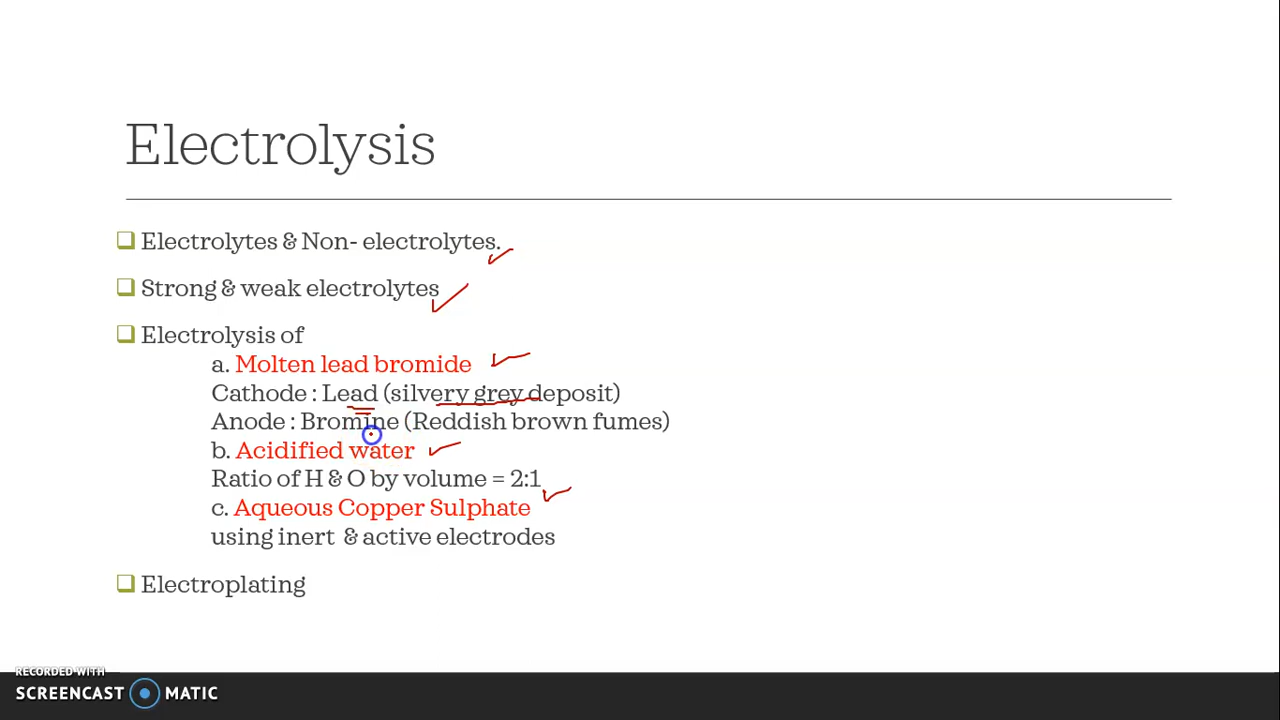 Electrolysis
Electrolytes & Non- electrolytes.
Strong & weak electrolytes
Electrolysis of
a. Molten lead bromide
Cathode : Lead (silvery grey deposit)
Anode : Bromine (Reddish brown fumes)
b. Acidified water
Ratio of H & O by volume = 2:1
c. Aqueous Copper Sulphate
using inert & active electrodes
Electroplating
RECORDED WITH
SCREENCAST MATIC